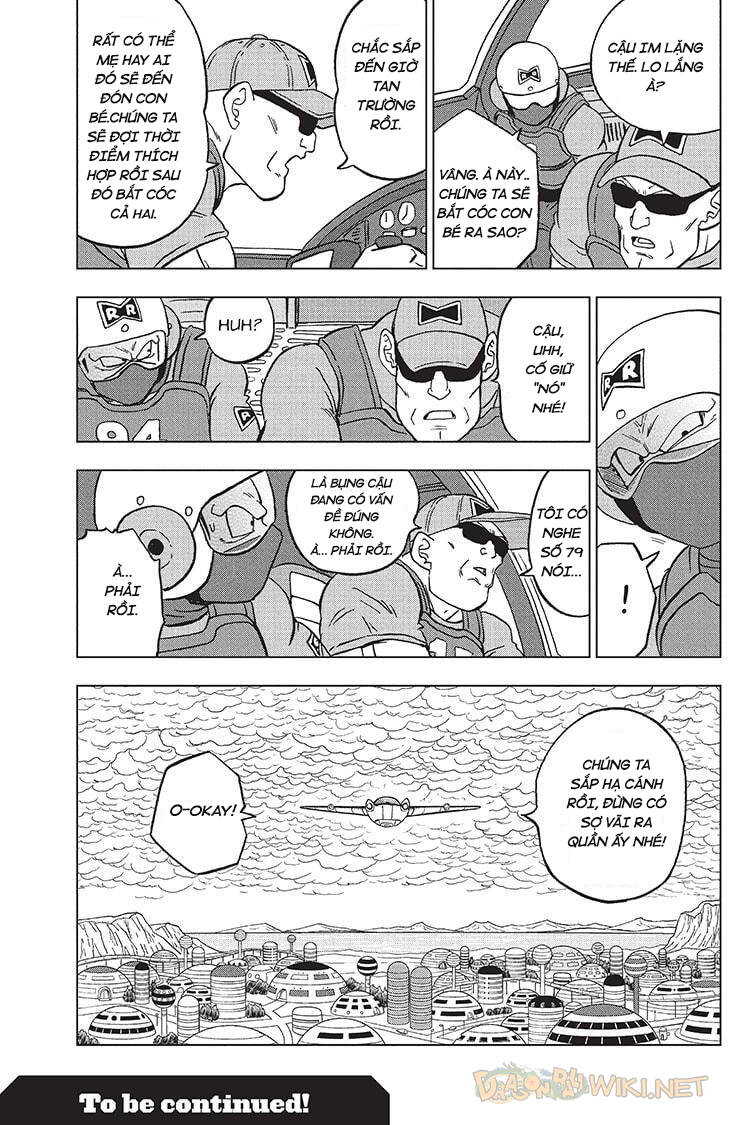 CẬU IM LẶNG
THẾ. LO LẮNG
À?
VÂNG. À NÀY..
CHÚNG TA SẼ
BẮT CÓC CON
BÉ RA SAO?
CHẮC SẮP
ĐẾN GIỜ
TAN
TRƯỜNG
RỒI.
RẤT CÓ THỂ
MẸ HAY AI
ĐÓ SẼ ĐẾN
ĐÓN CON
BÉ.CHÚNG TA
SẼ ĐỢI THỜI
ĐIỂM THÍCH
HỢP RỒI SAU
ĐÓ BẮT CÓC
CẢ HAI.
RR
!
CẬU,
UHH,
CỐ GIỮ
"NÓ"
NHÉ!
HUH?
RR
R
94
TÔI CÓ
NGHE
SỐ 79
NÓI...
LÀ BỤNG CẬU
ĐANG CÓ VẤN
ĐỀ ĐÚNG
KHÔNG.
À... PHẢI RỒI.
À...
PHẢI
RỒI.
CHÚNG TA
SẮP HẠ CÁNH
RỒI, ĐỪNG CÓ
SỢ VÃI RA
QUẦN ẤY NHÉ!
O-OKAY!
DRAGONBALLWIKI.NET
To be continued!